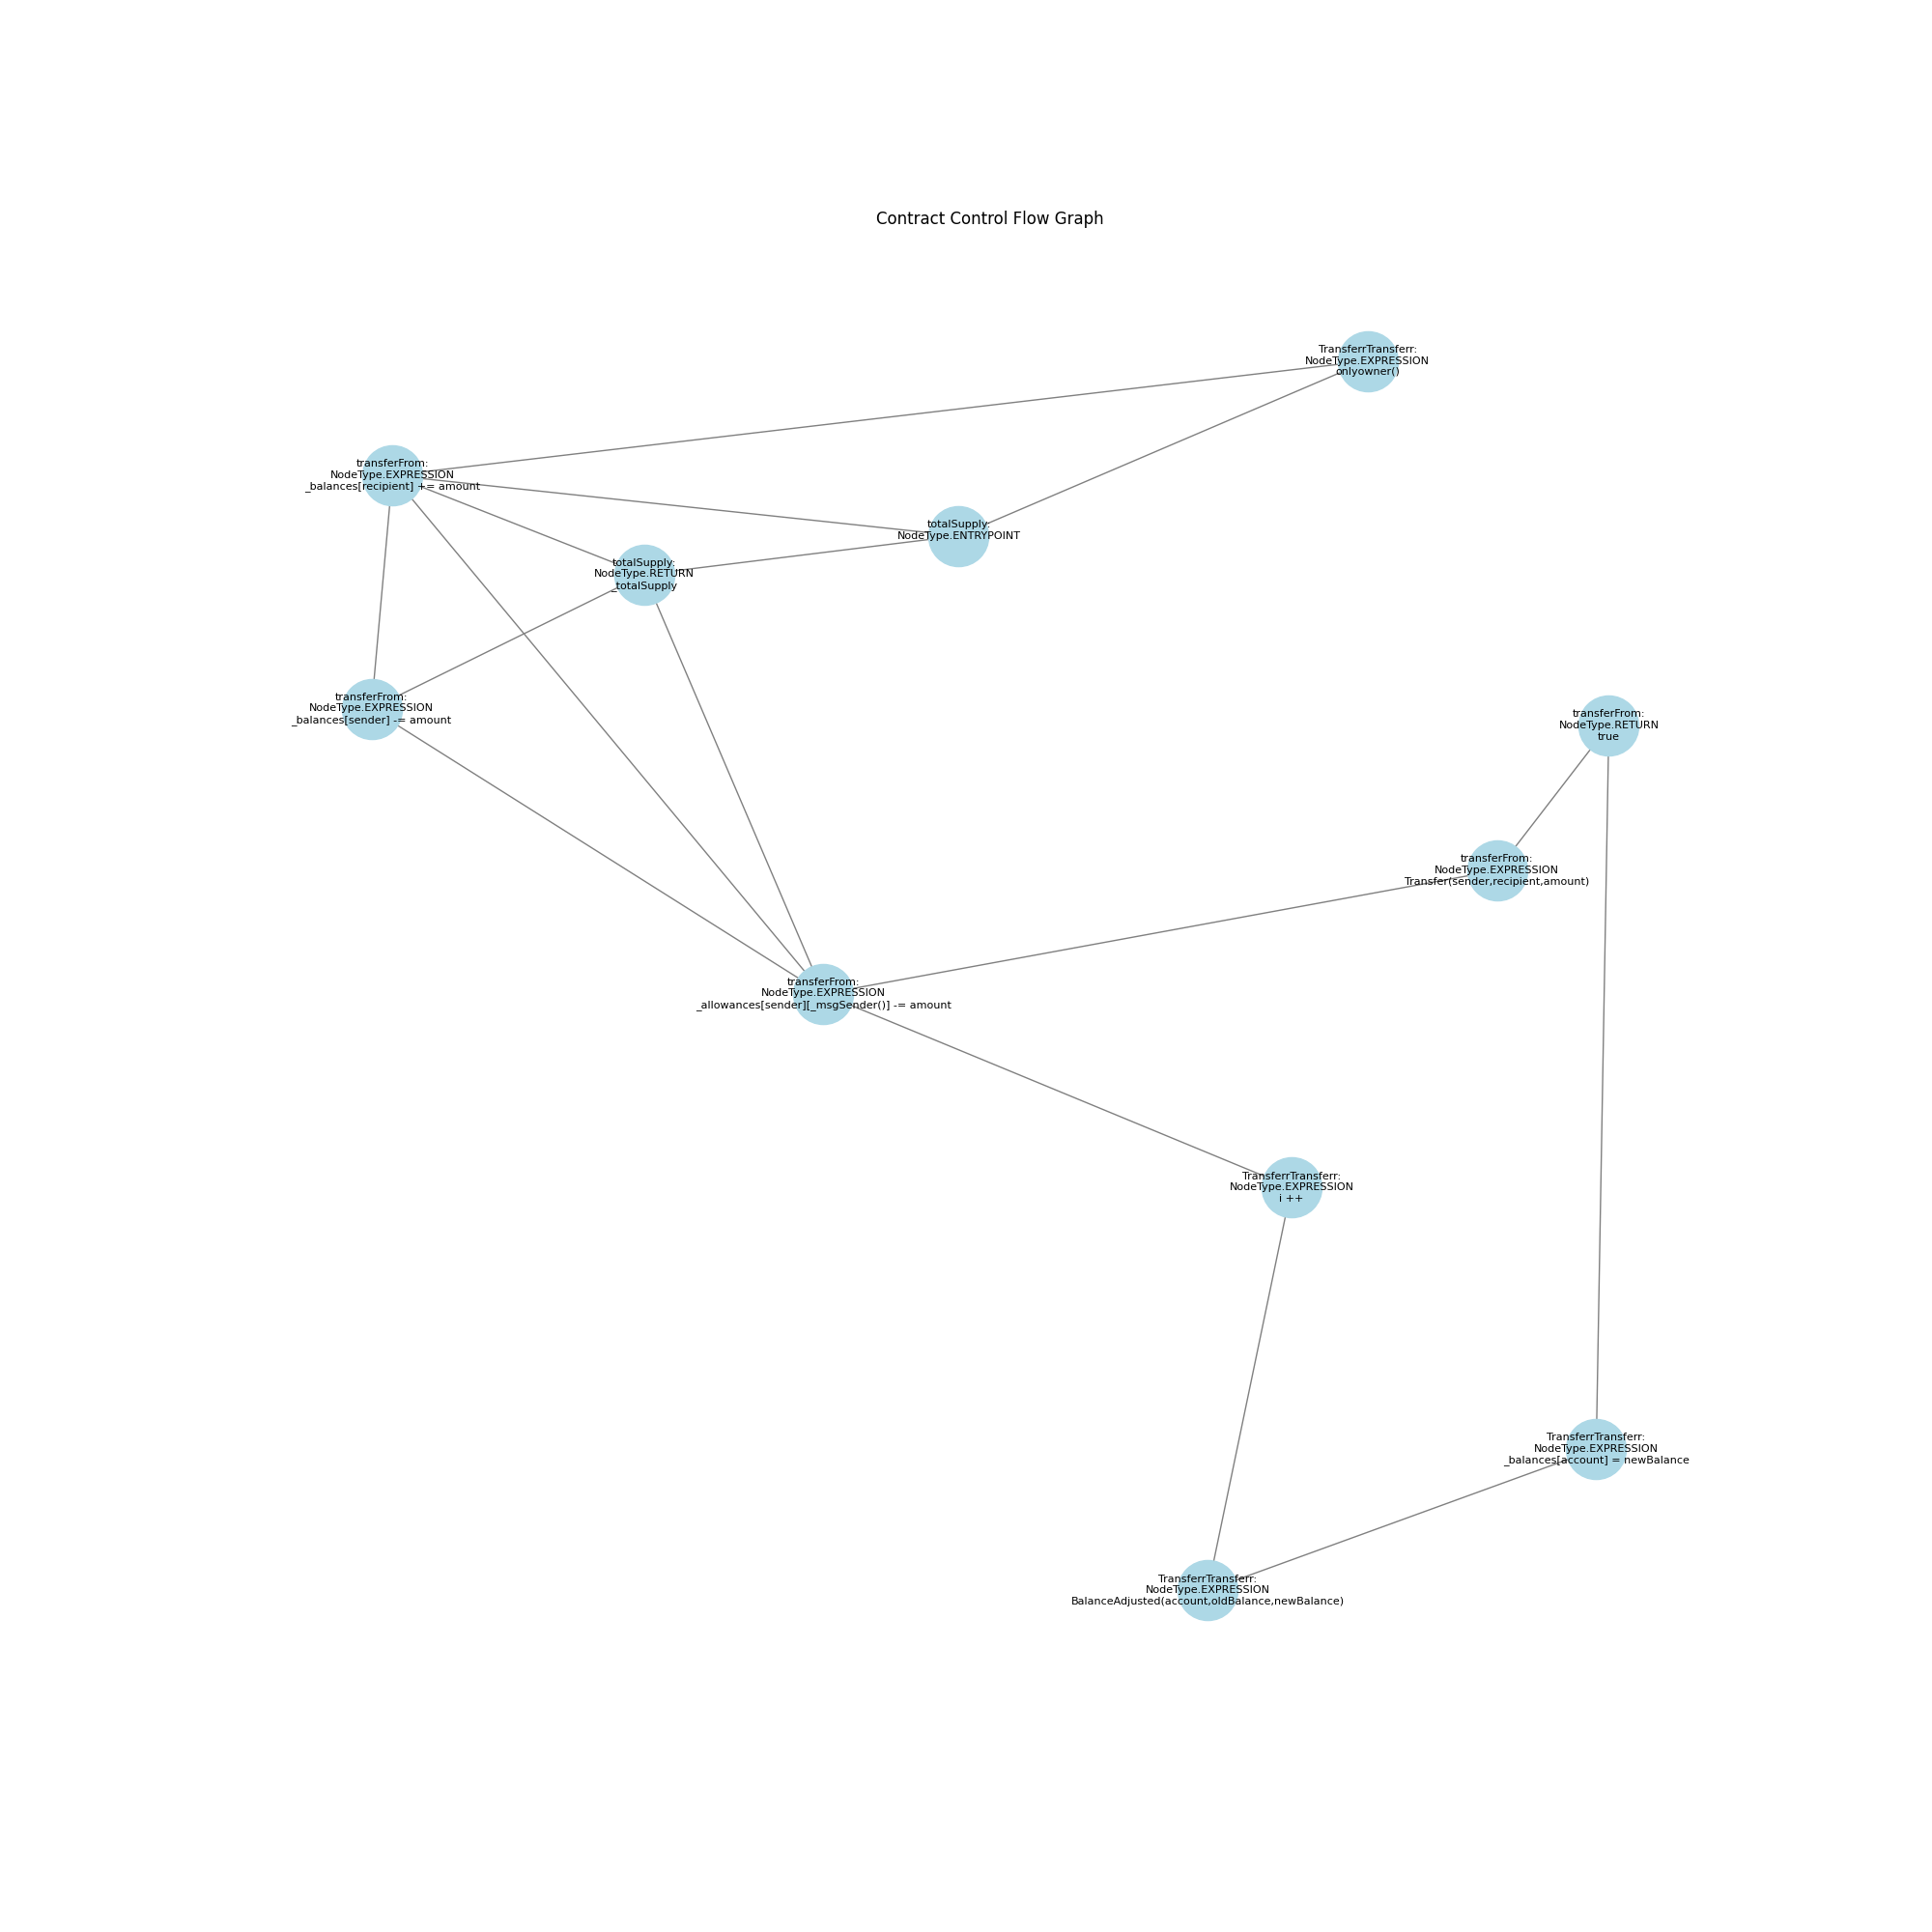 Contract Control Flow Graph
TransferrTransferr:
NodeType.EXPRESSION
onlyowner()
transferFrom:
NodeType.EXPRESSION
_balances[recipient] += amount
totalSupply:
NodeType.ENTRYPOINT
totalSupply:
NodeType.RETURN
_totalSupply
transferFrom:
NodeType.EXPRESSION
_balances[sender] -= amount
transferFrom:
NodeType.RETURN
true
transferFrom:
NodeType.EXPRESSION
Transfer(sender,recipient,amount)
transferFrom:
NodeType.EXPRESSION
_allowances[sender][_msgSender()] -= amount
TransferrTransferr:
NodeType.EXPRESSION
i ++
TransferrTransferr:
NodeType.EXPRESSION
_balances[account] = newBalance
TransferrTransferr:
NodeType.EXPRESSION
BalanceAdjusted(account,oldBalance,newBalance)